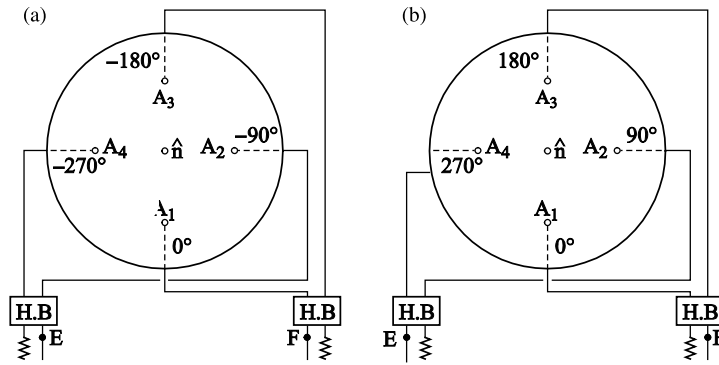 (a)
−180°
A₃
A₄
−270°
n̂
A₂
−90°
A₁
0°
H.B
E
H.B
F
(b)
180°
A₃
A₄
270°
n̂
A₂
90°
A₁
0°
H.B
E
H.B